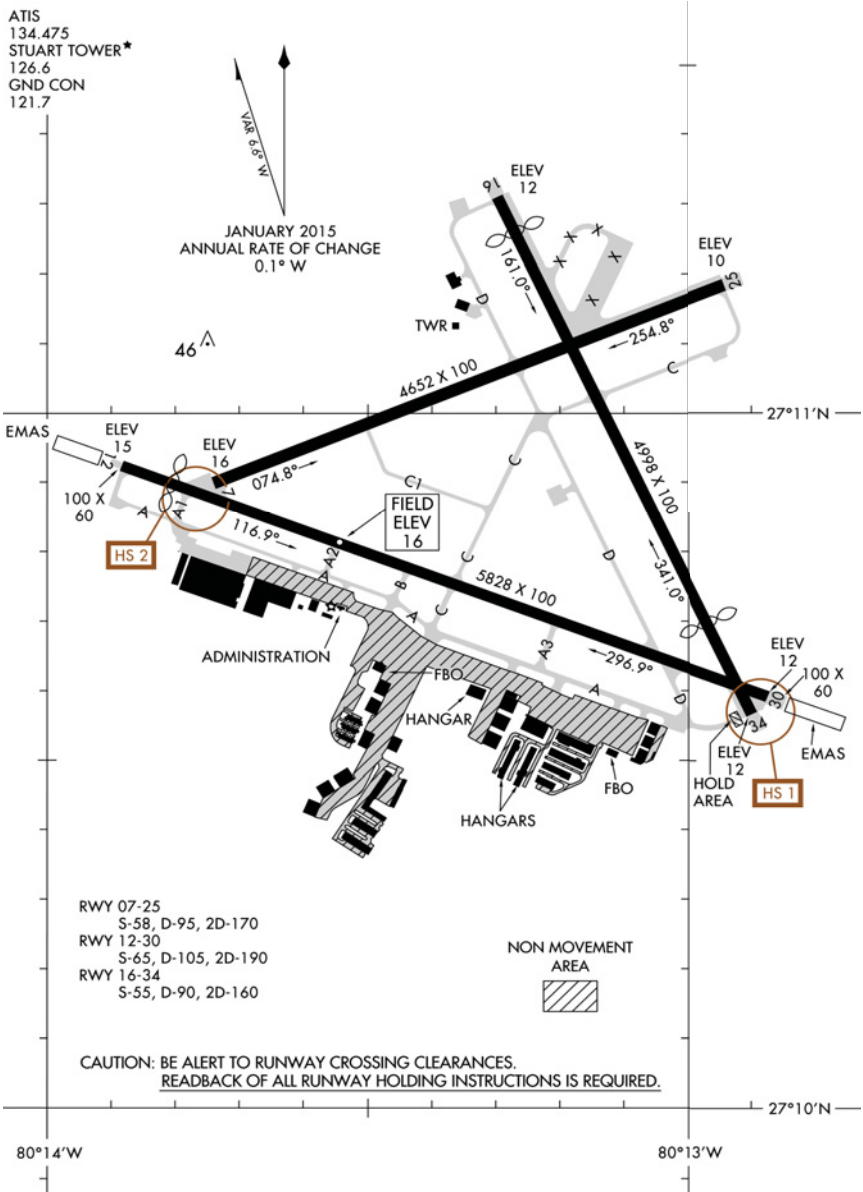 ATIS
134.475
STUART TOWER★
126.6
GND CON
121.7
VAR 6.6° W
JANUARY 2015
ANNUAL RATE OF CHANGE
0.1° W
16
ELEV
12
161.0°
X
X
X
X
X
ELEV
10
25
D
TWR
254.8°
46
4652 X 100
C
27°11'N
EMAS
ELEV
15
12
ELEV
16
7
074.8°
100 X
60
A
A1
116.9°
HS 2
C1
C
FIELD
ELEV
16
4998 X 100
A2
A
B
C
A
C
5828 X 100
D
341.0°
ADMINISTRATION
A3
296.9°
ELEV
12
30
100 X
60
FBO
HANGAR
A
D
34
EMAS
ELEV
12
HOLD
AREA
HS 1
FBO
HANGARS
RWY 07-25
S-58, D-95, 2D-170
RWY 12-30
S-65, D-105, 2D-190
RWY 16-34
S-55, D-90, 2D-160
NON MOVEMENT
AREA
CAUTION: BE ALERT TO RUNWAY CROSSING CLEARANCES.
READBACK OF ALL RUNWAY HOLDING INSTRUCTIONS IS REQUIRED.
27°10'N
80°14'W
80°13'W